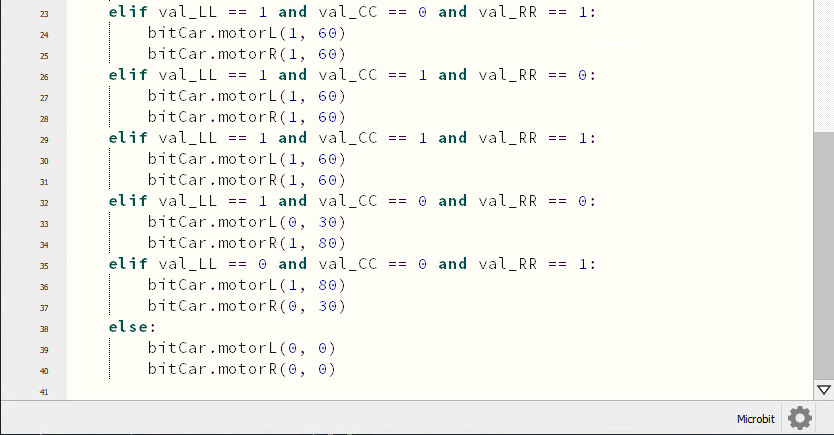 23 elif val_LL == 1 and val_CC == 0 and val_RR == 1:
24 bitCar.motorL(1, 60)
25 bitCar.motorR(1, 60)
26 elif val_LL == 1 and val_CC == 1 and val_RR == 0:
27 bitCar.motorL(1, 60)
28 bitCar.motorR(1, 60)
29 elif val_LL == 1 and val_CC == 1 and val_RR == 1:
30 bitCar.motorL(1, 60)
31 bitCar.motorR(1, 60)
32 elif val_LL == 1 and val_CC == 0 and val_RR == 0:
33 bitCar.motorL(0, 30)
34 bitCar.motorR(1, 80)
35 elif val_LL == 0 and val_CC == 0 and val_RR == 1:
36 bitCar.motorL(1, 80)
37 bitCar.motorR(0, 30)
38 else:
39 bitCar.motorL(0, 0)
40 bitCar.motorR(0, 0)
41
Microbit